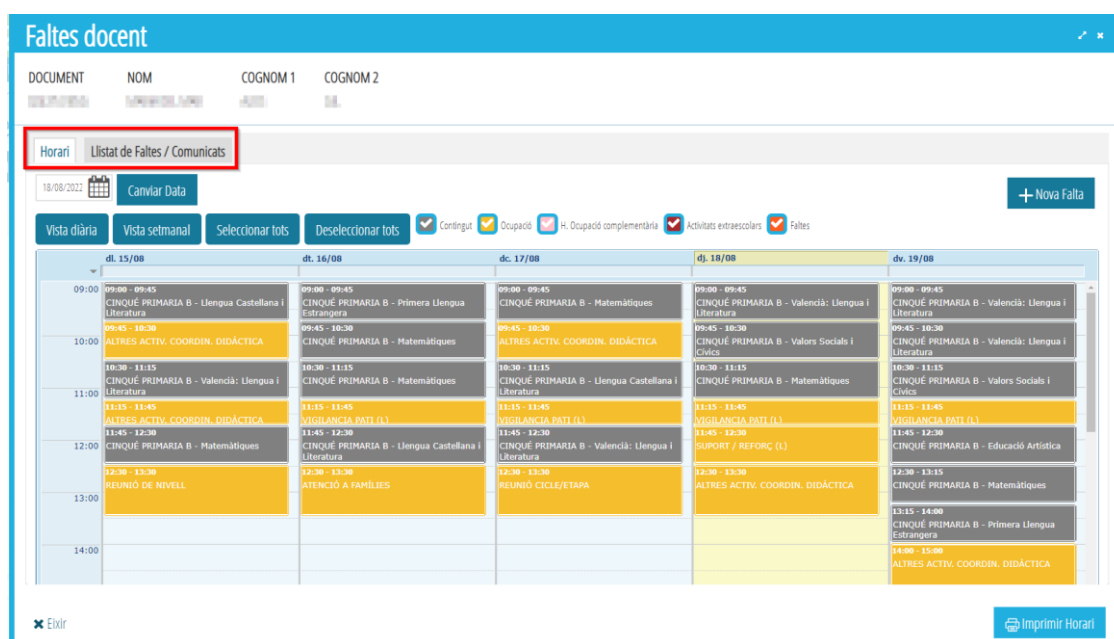 Faltes docent
DOCUMENT NOM COGNOM 1 COGNOM 2
Horari Llistat de Faltes / Comunicats
18/08/2022 Canviar Data
Nova Falta
Vista diària Vista setmanal Seleccionar tots Deseleccionar tots Contingut Ocupació H. Ocupació complementària Activitats extraescolars Faltes
dl. 15/08 dt. 16/08 dc. 17/08 dj. 18/08 dv. 19/08
09:00
10:00
11:00
12:00
13:00
14:00
09:00 - 09:45
CINQUÉ PRIMARIA B - Llengua Castellana i
Literatura
09:45 - 10:30
ALTRES ACTIV. COORDIN. DIDÀCTICA
10:30 - 11:15
CINQUÉ PRIMARIA B - Valencià: Llengua i
Literatura
11:15 - 11:45
ALTRES ACTIV. COORDIN. DIDÀCTICA
11:45 - 12:30
CINQUÉ PRIMARIA B - Matemàtiques
12:30 - 13:30
REUNIÓ DE NIVELL
09:00 - 09:45
CINQUÉ PRIMARIA B - Primera Llengua
Estrangera
09:45 - 10:30
CINQUÉ PRIMARIA B - Matemàtiques
10:30 - 11:15
CINQUÉ PRIMARIA B - Matemàtiques
11:15 - 11:45
VIGILANCIA PATI (L)
11:45 - 12:30
CINQUÉ PRIMARIA B - Llengua Castellana i
Literatura
12:30 - 13:30
ATENCIÓ A FAMÍLIES
09:00 - 09:45
CINQUÉ PRIMARIA B - Matemàtiques
09:45 - 10:30
ALTRES ACTIV. COORDIN. DIDÀCTICA
10:30 - 11:15
CINQUÉ PRIMARIA B - Llengua Castellana i
Literatura
11:15 - 11:45
VIGILANCIA PATI (L)
11:45 - 12:30
CINQUÉ PRIMARIA B - Valencià: Llengua i
Literatura
12:30 - 13:30
REUNIÓ CICLE/ETAPA
09:00 - 09:45
CINQUÉ PRIMARIA B - Valencià: Llengua i
Literatura
09:45 - 10:30
CINQUÉ PRIMARIA B - Valors Socials i
Cívics
10:30 - 11:15
CINQUÉ PRIMARIA B - Matemàtiques
11:15 - 11:45
VIGILANCIA PATI (L)
11:45 - 12:30
SUPORT / REFORÇ (L)
12:30 - 13:30
ALTRES ACTIV. COORDIN. DIDÀCTICA
09:00 - 09:45
CINQUÉ PRIMARIA B - Valencià: Llengua i
Literatura
09:45 - 10:30
CINQUÉ PRIMARIA B - Valencià: Llengua i
Literatura
10:30 - 11:15
CINQUÉ PRIMARIA B - Valors Socials i
Cívics
11:15 - 11:45
VIGILANCIA PATI (L)
11:45 - 12:30
CINQUÉ PRIMARIA B - Educació Artística
12:30 - 13:15
CINQUÉ PRIMARIA B - Matemàtiques
13:15 - 14:00
CINQUÉ PRIMARIA B - Primera Llengua
Estrangera
14:00 - 15:00
ALTRES ACTIV. COORDIN. DIDÀCTICA
Eixir
Imprimir Horari